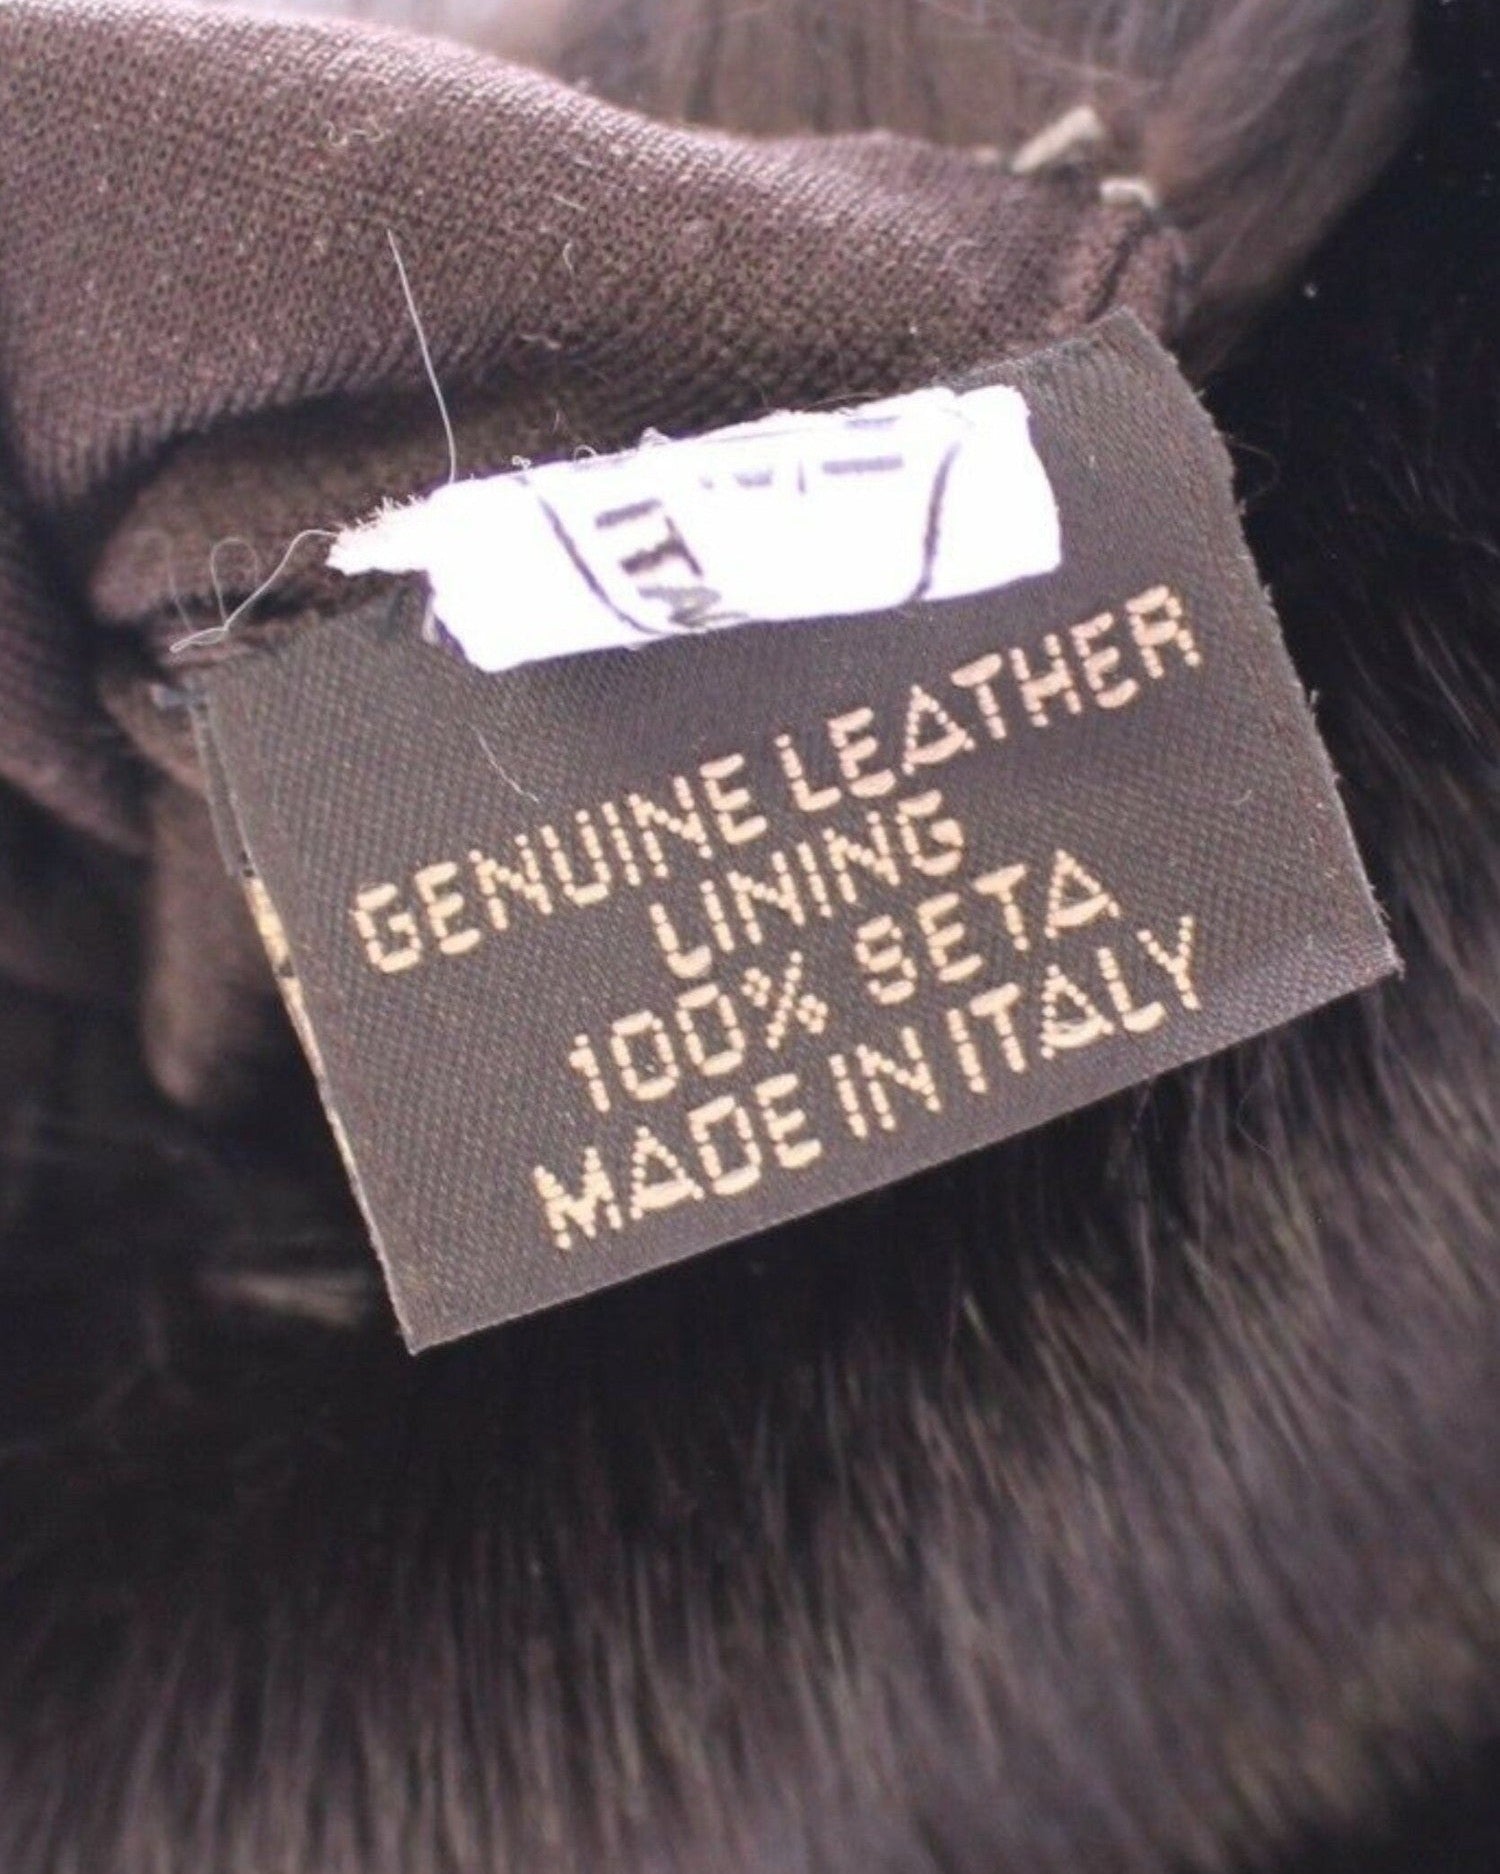 GENUINE LEATHER
LINING
100% SETA
MADE IN ITALY